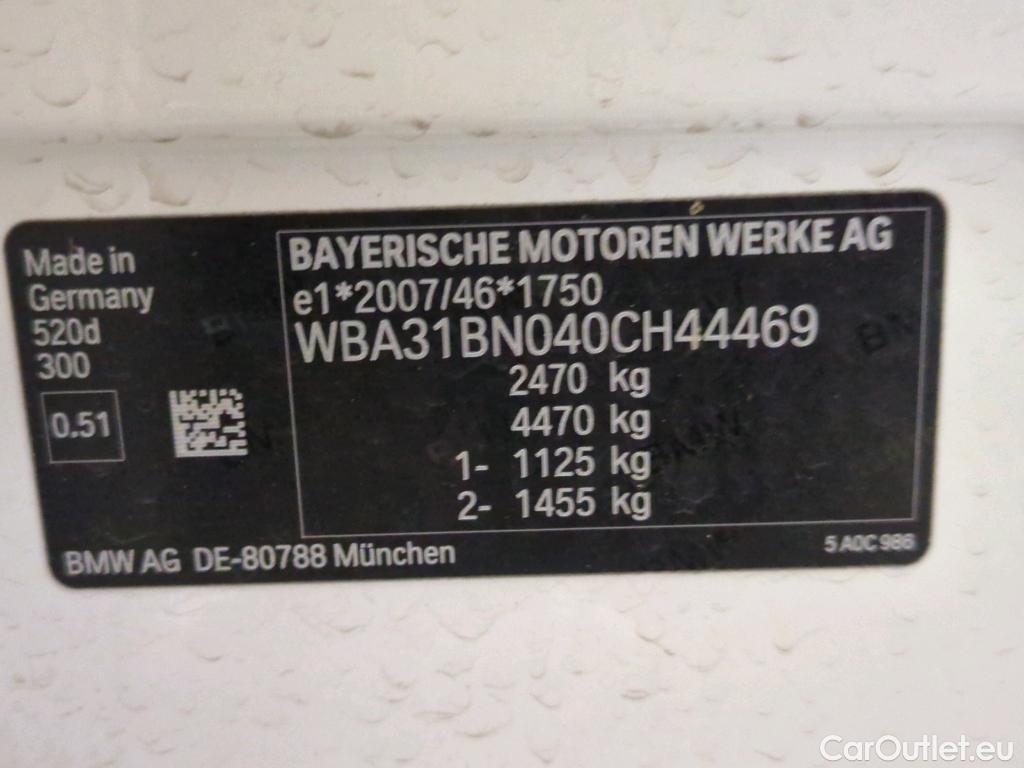 Made in
Germany
520d
300
0.51
BAYERISCHE MOTOREN WERKE AG
e1*2007/46*1750
WBA31BN040CH44469
2470 kg
4470 kg
1- 1125 kg
2- 1455 kg
BMW AG DE-80788 München
5 A0C 986
CarOutlet.eu